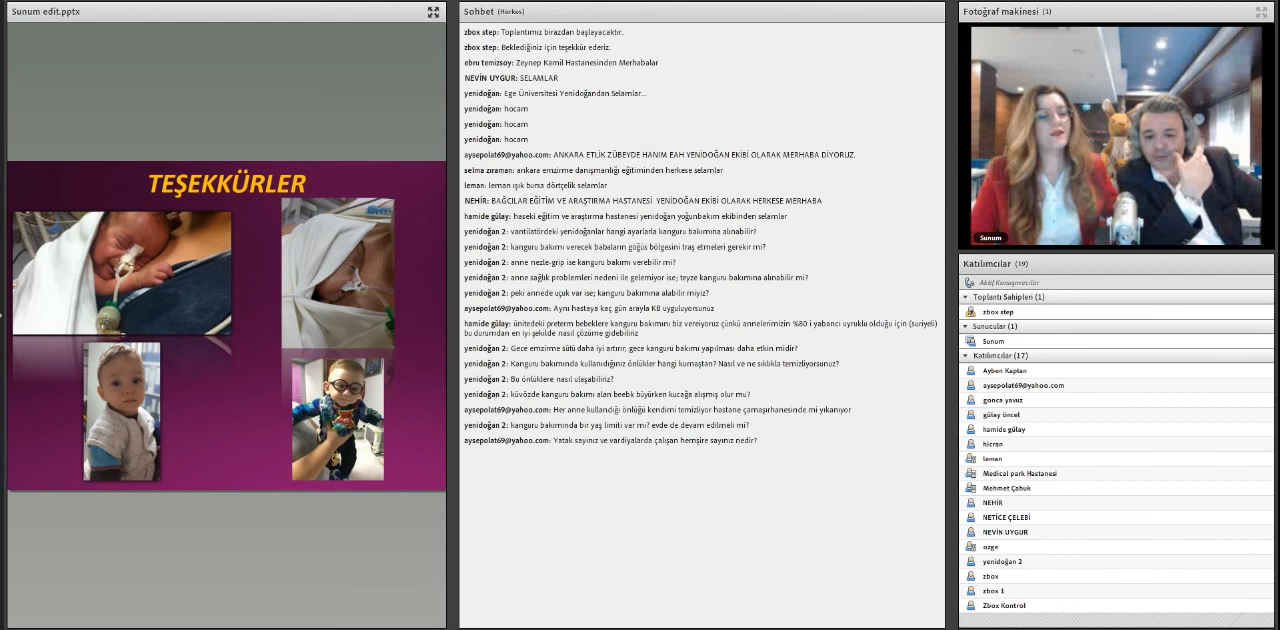 Sunum edit.pptx
TEŞEKKÜRLER
Sohbet (Herkes)
zbox step: Toplantımız birazdan başlayacaktır.
zbox step: Beklediğiniz için teşekkür ederiz.
ebru temizsoy: Zeynep Kamil Hastanesinden Merhabalar
NEVİN UYGUR: SELAMLAR
yenidoğan: Ege Üniversitesi Yenidoğandan Selamlar...
yenidoğan: hocam
yenidoğan: hocam
yenidoğan: hocam
aysepolat69@yahoo.com: ANKARA ETLİK ZÜBEYDE HANIM EAH YENİDOĞAN EKİBİ OLARAK MERHABA DİYORUZ.
selma zıraman: ankara emzirme danışmanlığı eğitiminden herkese selamlar
leman: leman ışık bursa dörtçelik selamlar
NEHİR: BAĞCILAR EĞİTİM VE ARAŞTIRMA HASTANESİ YENİDOĞAN EKİBİ OLARAK HERKESE MERHABA
hamide gülay: haseki eğitim ve araştırma hastanesi yenidoğan yoğunbakım ekibinden selamlar
yenidoğan 2: vantilatördeki yenidoğanlar hangi ayarlarla kanguru bakımına alınabilir?
yenidoğan 2: kanguru bakımı verecek babaların göğüs bölgesini traş etmeleri gerekir mi?
yenidoğan 2: anne nezle-grip ise kanguru bakımı verebilir mi?
yenidoğan 2: anne sağlık problemleri nedeni ile gelemiyor ise; teyze kanguru bakımına alınabilir mi?
yenidoğan 2: peki annede uçuk var ise; kanguru bakımına alabilir miyiz?
aysepolat69@yahoo.com: Aynı hastaya kaç gün arayla KB uyguluyorsunuz
hamide gülay: ünitedeki preterm bebeklere kanguru bakımını biz vereiyoruz çünkü annelerimizin %80 i yabancı uyruklu olduğu için (suriyeli)
bu durumdan en iyi şekilde nasıl çözüme gidebiliriz
yenidoğan 2: Gece emzirme sütü daha iyi artırır, gece kanguru bakımı yapılması daha etkin midir?
yenidoğan 2: Kanguru bakımında kullanıdığınız önlükler hangi kumaştan? Nasıl ve ne sıklıkla temizliyorsunuz?
yenidoğan 2: Bu önlüklere nasıl ulaşabiliriz?
yenidoğan 2: küvözde kanguru bakımı alan beebk büyürken kucağa alışmış olur mu?
aysepolat69@yahoo.com: Her anne kullandığı önlüğü kendimi temizliyor hastane çamaşırhanesinde mi yıkanıyor
yenidoğan 2: kanguru bakımında bir yaş limiti var mı? evde de devam edilmeli mi?
aysepolat69@yahoo.com: Yatak sayınız ve vardiyalarda çalışan hemşire sayınız nedir?
Fotoğraf makinesi (1)
Sunum
Katılımcılar (19)
Aktif Konuşmacılar
Toplantı Sahipleri (1)
zbox step
Sunucular (1)
Sunum
Katılımcılar (17)
Ayben Kaptan
aysepolat69@yahoo.com
gonca yavuz
gülay öncel
hamide gülay
hicran
leman
Medical park Hastanesi
Mehmet Çabuk
NEHİR
NETİCE ÇELEBİ
NEVİN UYGUR
ozge
yenidoğan 2
zbox
zbox 1
Zbox Kontrol